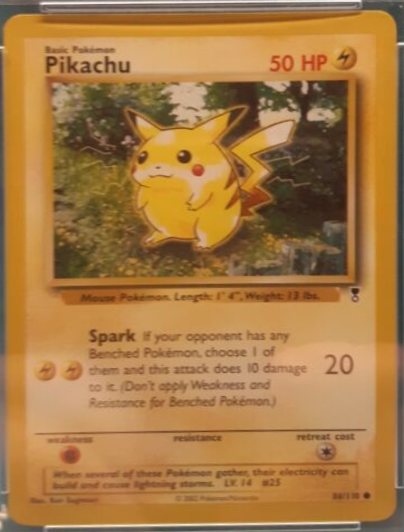 Basic Pokémon
Pikachu 50 HP
Mouse Pokémon. Length: 1' 4", Weight: 13 lbs.
Spark If your opponent has any
Benched Pokémon, choose 1 of
them and this attack does 10 damage 20
to it. (Don't apply Weakness and
Resistance for Benched Pokémon.)
weakness resistance retreat cost
When several of these Pokémon gather, their electricity can
build and cause lightning storms. LV. 14 #25
Illus. Ken Sugimori © 2002 Pokémon/Nintendo /110